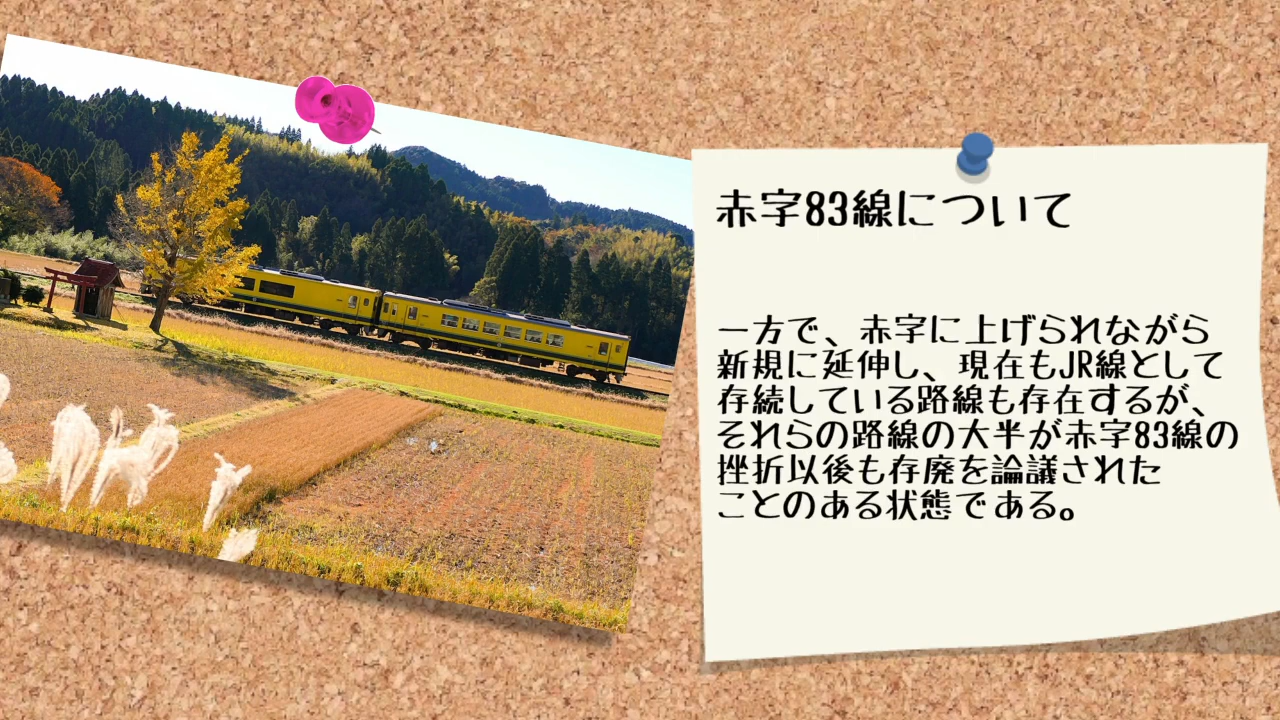 赤字83線について
一方で、赤字に上げられながら
新規に延伸し、現在もJR線として
存続している路線も存在するが、
それらの路線の大半が赤字83線の
挫折以後も存廃を論議された
ことのある状態である。